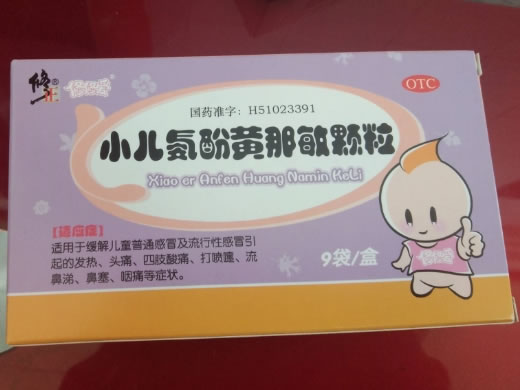 修正
OTC
国药准字：H51023391
小儿氨酚黄那敏颗粒
Xiao er Anfen Huang Namin KeLi
【适应症】
适用于缓解儿童普通感冒及流行性感冒引
起的发热、头痛、四肢酸痛、打喷嚏、流
鼻涕、鼻塞、咽痛等症状。
9袋/盒